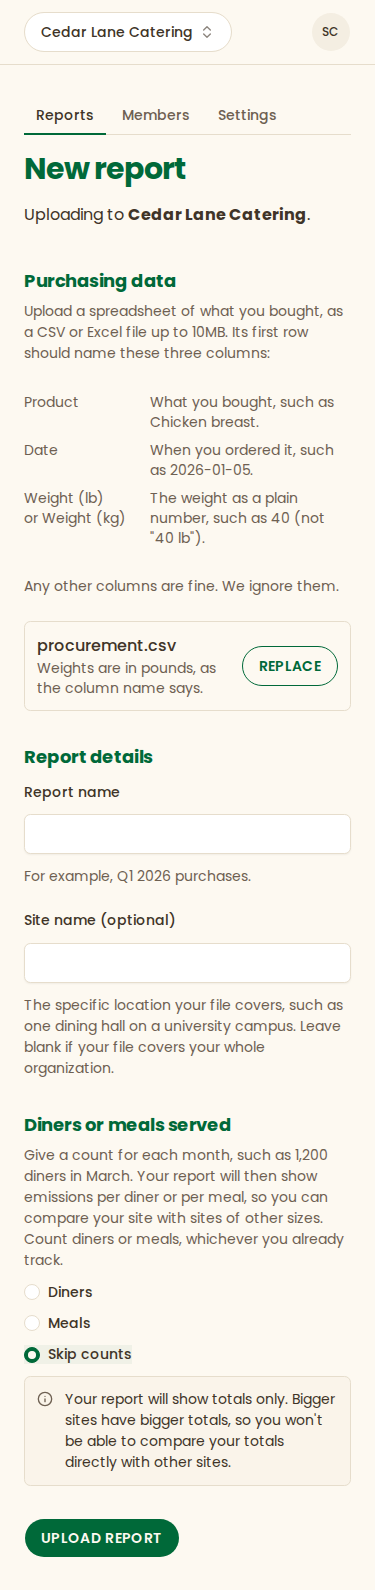 Cedar Lane Catering
SC
Reports Members Settings
New report
Uploading to Cedar Lane Catering.
Purchasing data
Upload a spreadsheet of what you bought, as
a CSV or Excel file up to 10MB. Its first row
should name these three columns:
Product
What you bought, such as
Chicken breast.
Date
When you ordered it, such
as 2026-01-05.
Weight (lb)
or Weight (kg)
The weight as a plain
number, such as 40 (not
"40 lb").
Any other columns are fine. We ignore them.
procurement.csv
Weights are in pounds, as
the column name says.
REPLACE
Report details
Report name
For example, Q1 2026 purchases.
Site name (optional)
The specific location your file covers, such as
one dining hall on a university campus. Leave
blank if your file covers your whole
organization.
Diners or meals served
Give a count for each month, such as 1,200
diners in March. Your report will then show
emissions per diner or per meal, so you can
compare your site with sites of other sizes.
Count diners or meals, whichever you already
track.
Diners
Meals
Skip counts
Your report will show totals only. Bigger
sites have bigger totals, so you won't
be able to compare your totals
directly with other sites.
UPLOAD REPORT